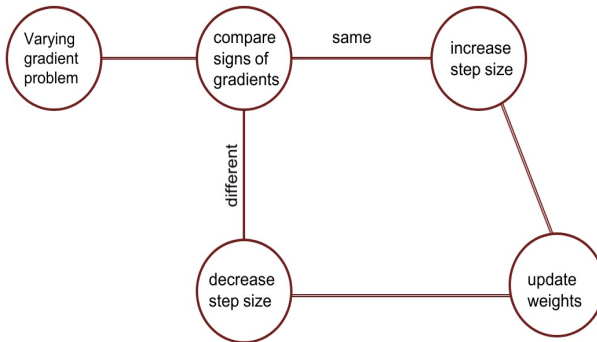 Varying
gradient
problem
compare
signs of
gradients
same
increase
step size
different
decrease
step size
update
weights